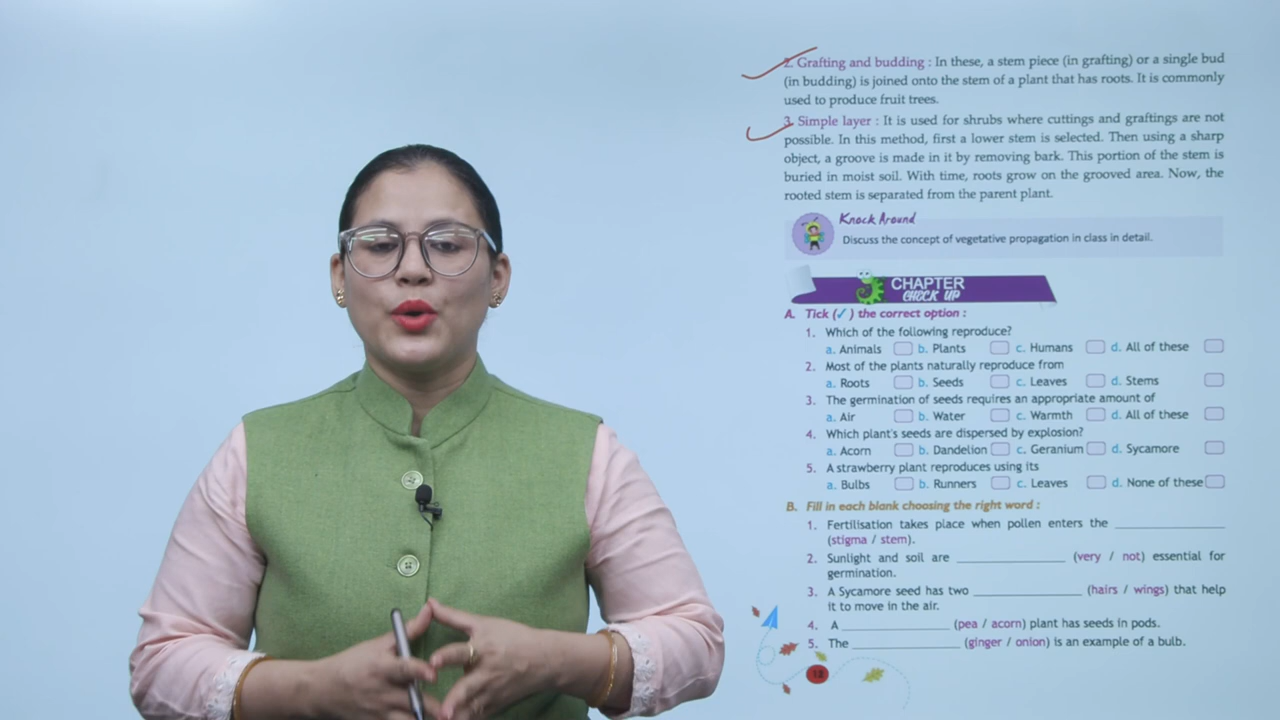 2. Grafting and budding : In these, a stem piece (in grafting) or a single bud
(in budding) is joined onto the stem of a plant that has roots. It is commonly
used to produce fruit trees.
3. Simple layer : It is used for shrubs where cuttings and graftings are not
possible. In this method, first a lower stem is selected. Then using a sharp
object, a groove is made in it by removing bark. This portion of the stem is
buried in moist soil. With time, roots grow on the grooved area. Now, the
rooted stem is separated from the parent plant.
Knock Around
Discuss the concept of vegetative propagation in class in detail.
CHAPTER
CHECK UP
A. Tick (✓) the correct option :
1. Which of the following reproduce?
a. Animals b. Plants c. Humans d. All of these
2. Most of the plants naturally reproduce from
a. Roots b. Seeds c. Leaves d. Stems
3. The germination of seeds requires an appropriate amount of
a. Air b. Water c. Warmth d. All of these
4. Which plant's seeds are dispersed by explosion?
a. Acorn b. Dandelion c. Geranium d. Sycamore
5. A strawberry plant reproduces using its
a. Bulbs b. Runners c. Leaves d. None of these
B. Fill in each blank choosing the right word :
1. Fertilisation takes place when pollen enters the ____________
(stigma / stem).
2. Sunlight and soil are ____________ (very / not) essential for
germination.
3. A Sycamore seed has two ____________ (hairs / wings) that help
it to move in the air.
4. A ____________ (pea / acorn) plant has seeds in pods.
5. The ____________ (ginger / onion) is an example of a bulb.